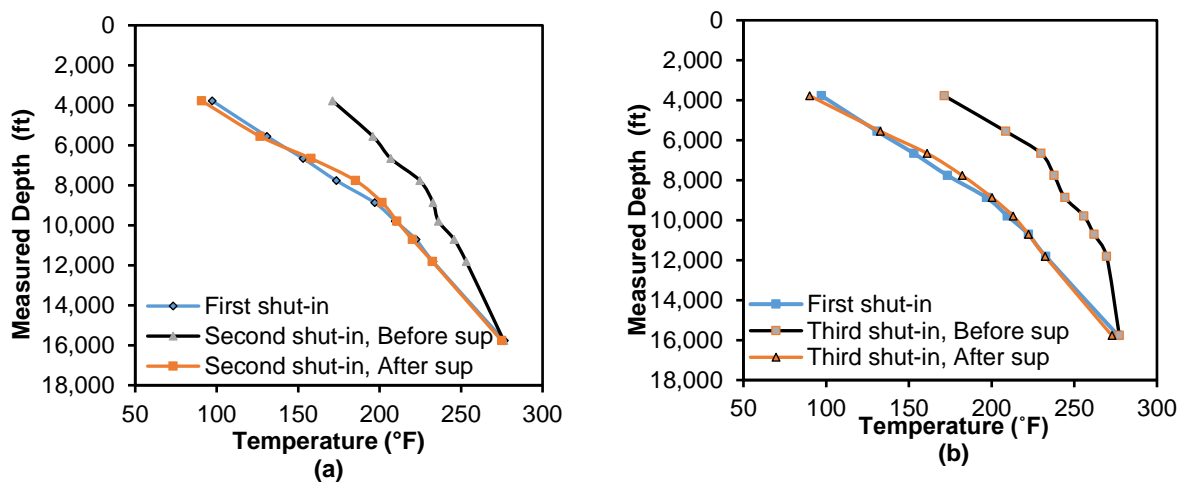 0
2,000
4,000
6,000
8,000
10,000
12,000
14,000
16,000
18,000
Measured Depth (ft)
First shut-in
Second shut-in, Before sup
Second shut-in, After sup
50 100 150 200 250 300
Temperature (°F)
(a)
0
2,000
4,000
6,000
8,000
10,000
12,000
14,000
16,000
18,000
Measured Depth (ft)
First shut-in
Third shut-in, Before sup
Third shut-in, After sup
50 100 150 200 250 300
Temperature (˚F)
(b)